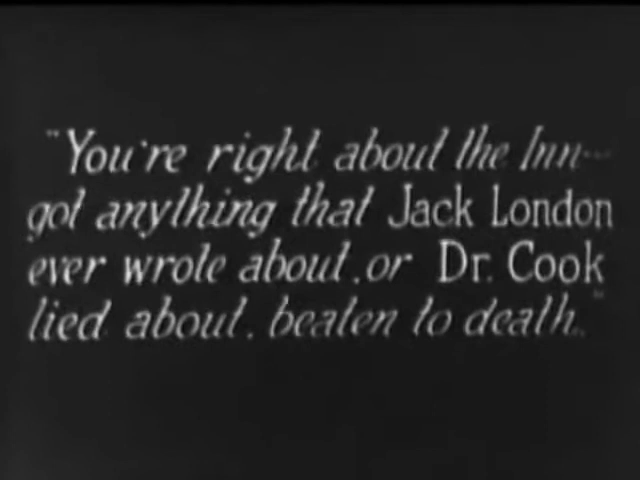 "You're right about the Inn--
got anything that Jack London
ever wrote about, or Dr. Cook
lied about, beaten to death."